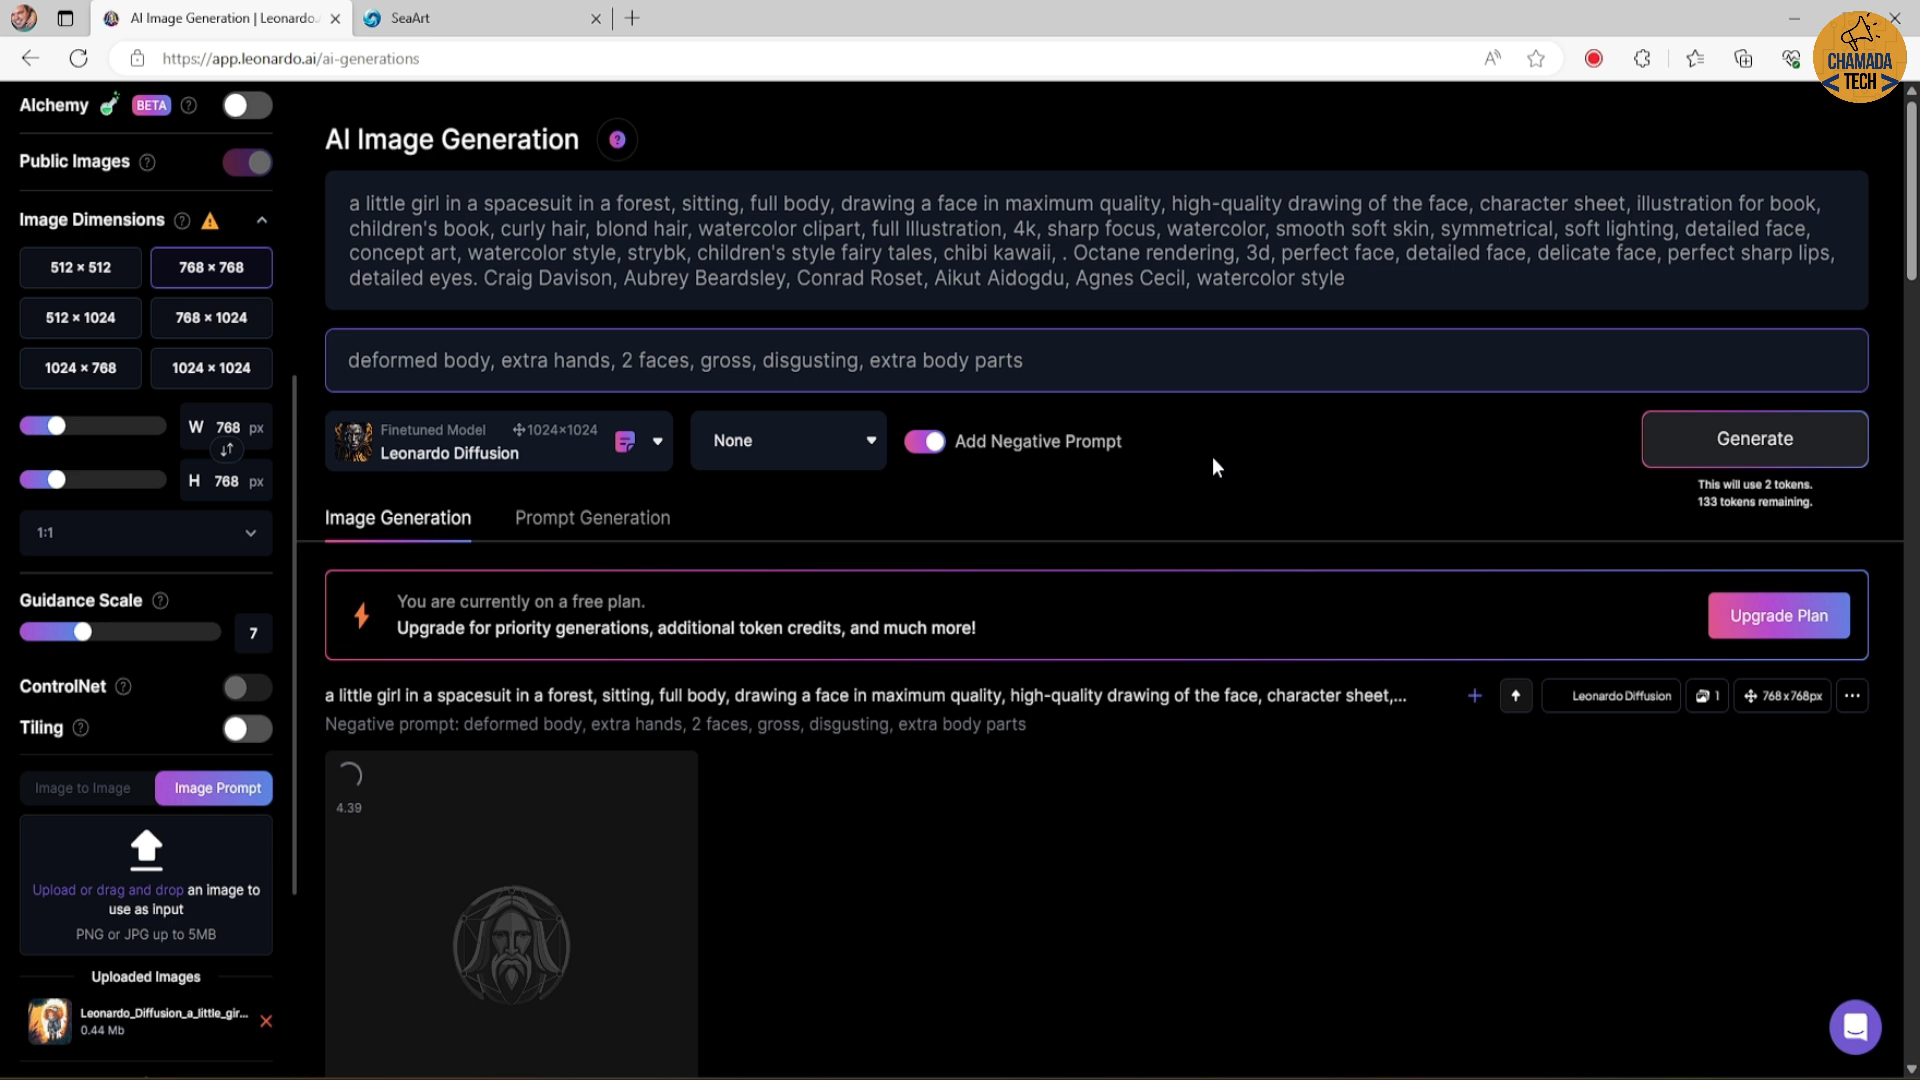 AI Image Generation | Leonardo.
SeaArt
https://app.leonardo.ai/ai-generations
CHAMADA
TECH
Alchemy BETA
Public Images
Image Dimensions
512 × 512 768 × 768
512 × 1024 768 × 1024
1024 × 768 1024 × 1024
W 768 px
H 768 px
1:1
Guidance Scale
7
ControlNet
Tiling
Image to Image Image Prompt
Upload or drag and drop an image to
use as input
PNG or JPG up to 5MB
Uploaded Images
Leonardo_Diffusion_a_little_gir...
0.44 Mb
AI Image Generation ?
a little girl in a spacesuit in a forest, sitting, full body, drawing a face in maximum quality, high-quality drawing of the face, character sheet, illustration for book,
children's book, curly hair, blond hair, watercolor clipart, full Illustration, 4k, sharp focus, watercolor, smooth soft skin, symmetrical, soft lighting, detailed face,
concept art, watercolor style, strybk, children's style fairy tales, chibi kawaii, . Octane rendering, 3d, perfect face, detailed face, delicate face, perfect sharp lips,
detailed eyes. Craig Davison, Aubrey Beardsley, Conrad Roset, Aikut Aidogdu, Agnes Cecil, watercolor style
deformed body, extra hands, 2 faces, gross, disgusting, extra body parts
Finetuned Model 1024×1024
Leonardo Diffusion
None
Add Negative Prompt
Generate
This will use 2 tokens.
133 tokens remaining.
Image Generation Prompt Generation
You are currently on a free plan.
Upgrade for priority generations, additional token credits, and much more!
Upgrade Plan
a little girl in a spacesuit in a forest, sitting, full body, drawing a face in maximum quality, high-quality drawing of the face, character sheet,...
Leonardo Diffusion 1 768x768px
Negative prompt: deformed body, extra hands, 2 faces, gross, disgusting, extra body parts
4.39